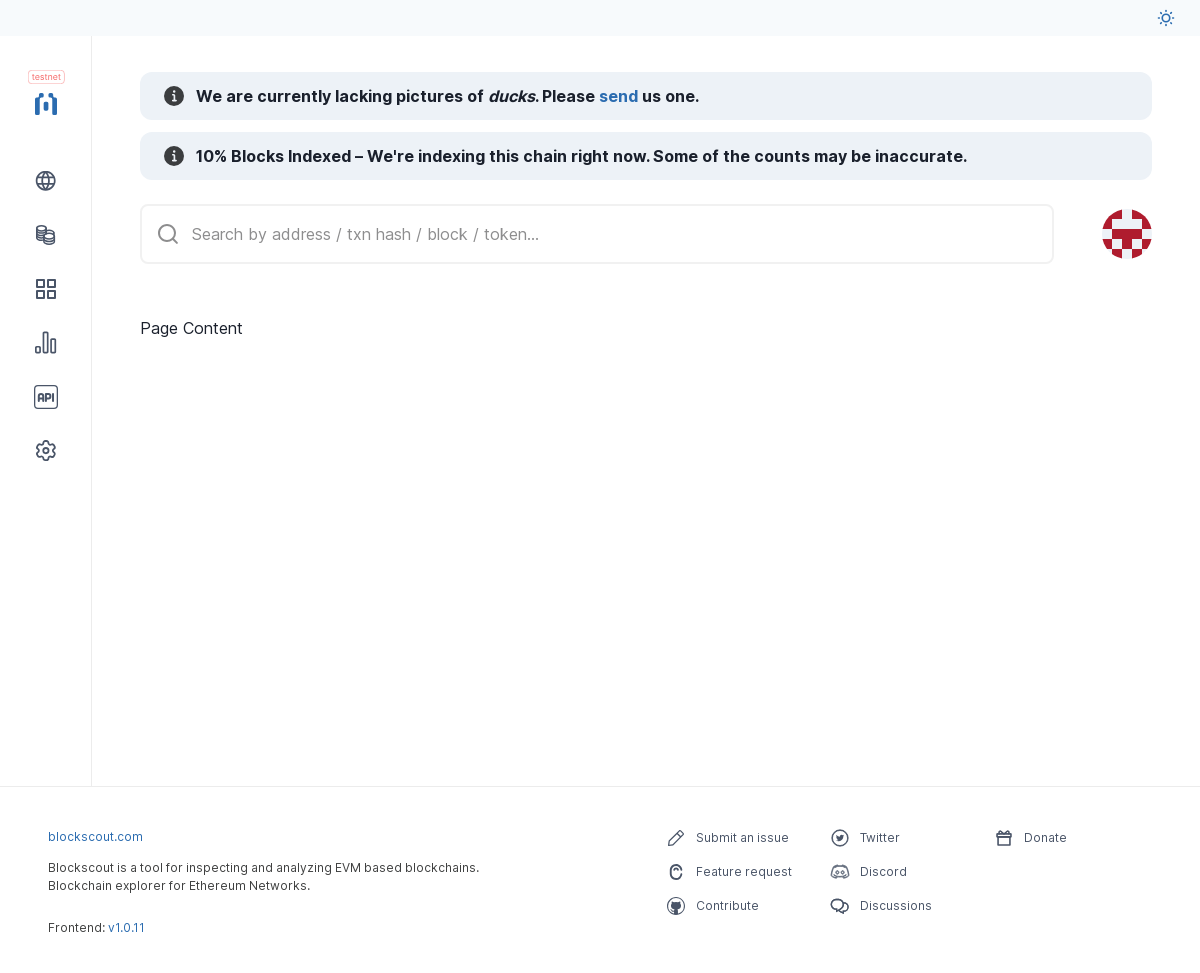 testnet
We are currently lacking pictures of ducks. Please send us one.
10% Blocks Indexed – We're indexing this chain right now. Some of the counts may be inaccurate.
Search by address / txn hash / block / token...
Page Content
API
blockscout.com
Blockscout is a tool for inspecting and analyzing EVM based blockchains.
Blockchain explorer for Ethereum Networks.
Frontend: v1.0.11
Submit an issue
Twitter
Donate
Feature request
Discord
Contribute
Discussions